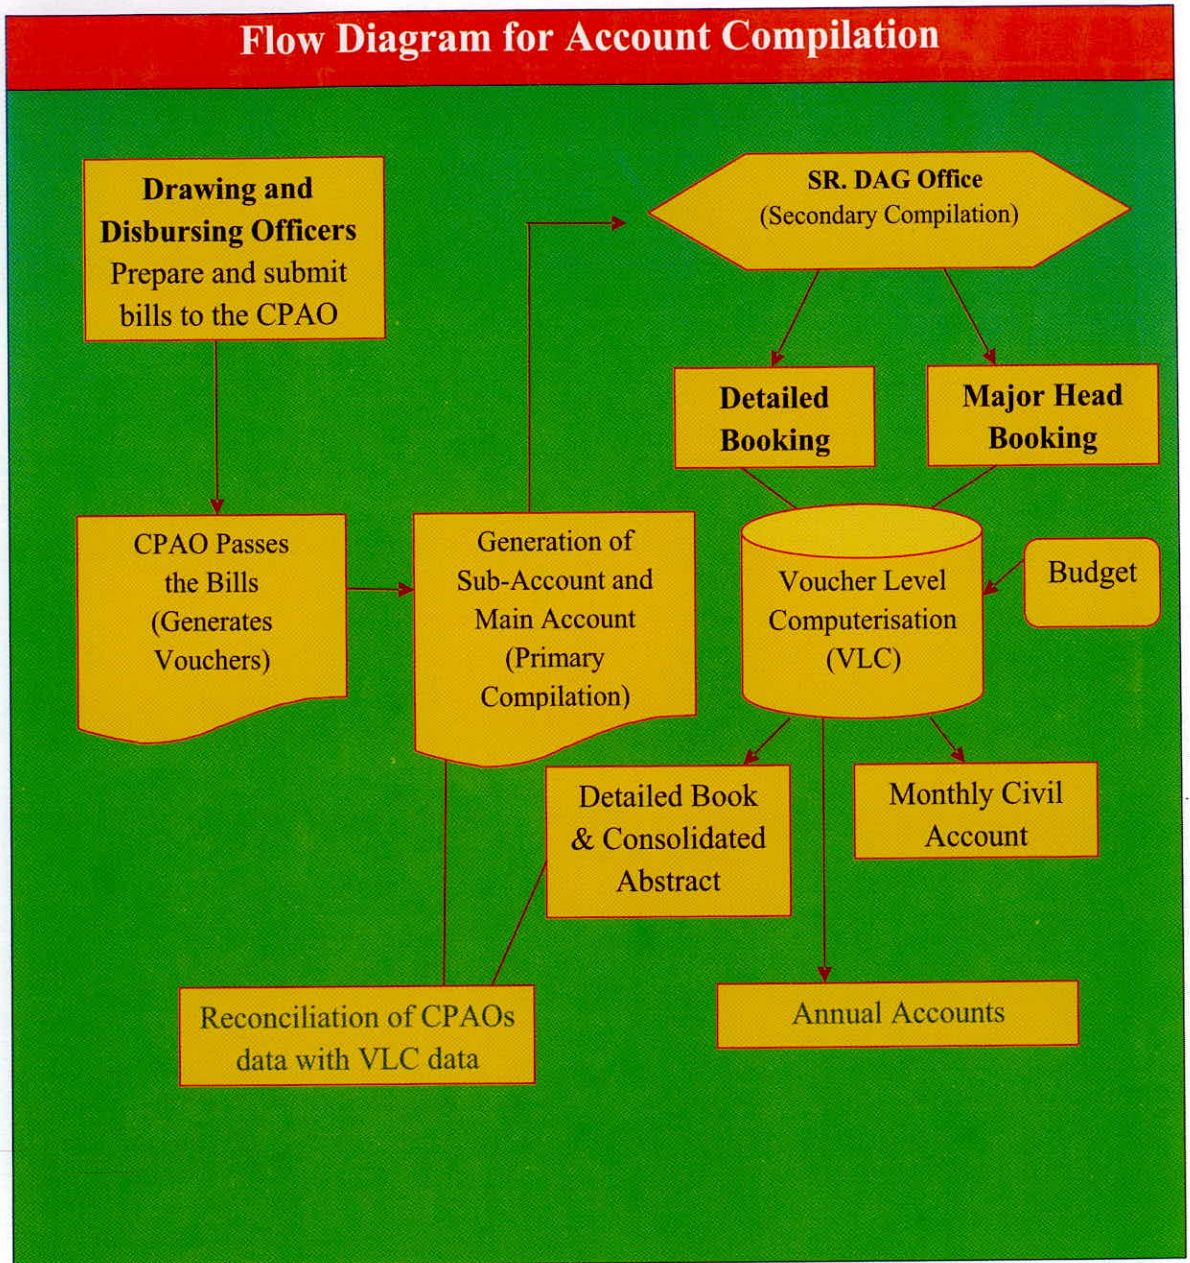 Flow Diagram for Account Compilation
Drawing and
Disbursing Officers
Prepare and submit
bills to the CPAO
SR. DAG Office
(Secondary Compilation)
Detailed
Booking
Major Head
Booking
CPAO Passes
the Bills
(Generates
Vouchers)
Generation of
Sub-Account and
Main Account
(Primary
Compilation)
Voucher Level
Computerisation
(VLC)
Budget
Detailed Book
& Consolidated
Abstract
Monthly Civil
Account
Reconciliation of CPAOs
data with VLC data
Annual Accounts